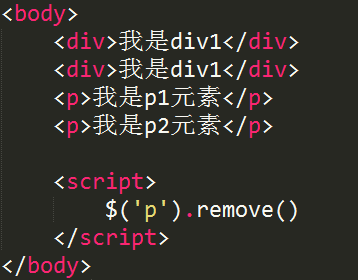 <body>
<div>我是div1</div>
<div>我是div1</div>
<p>我是p1元素</p>
<p>我是p2元素</p>
<script>
$('p').remove()
</script>
</body>